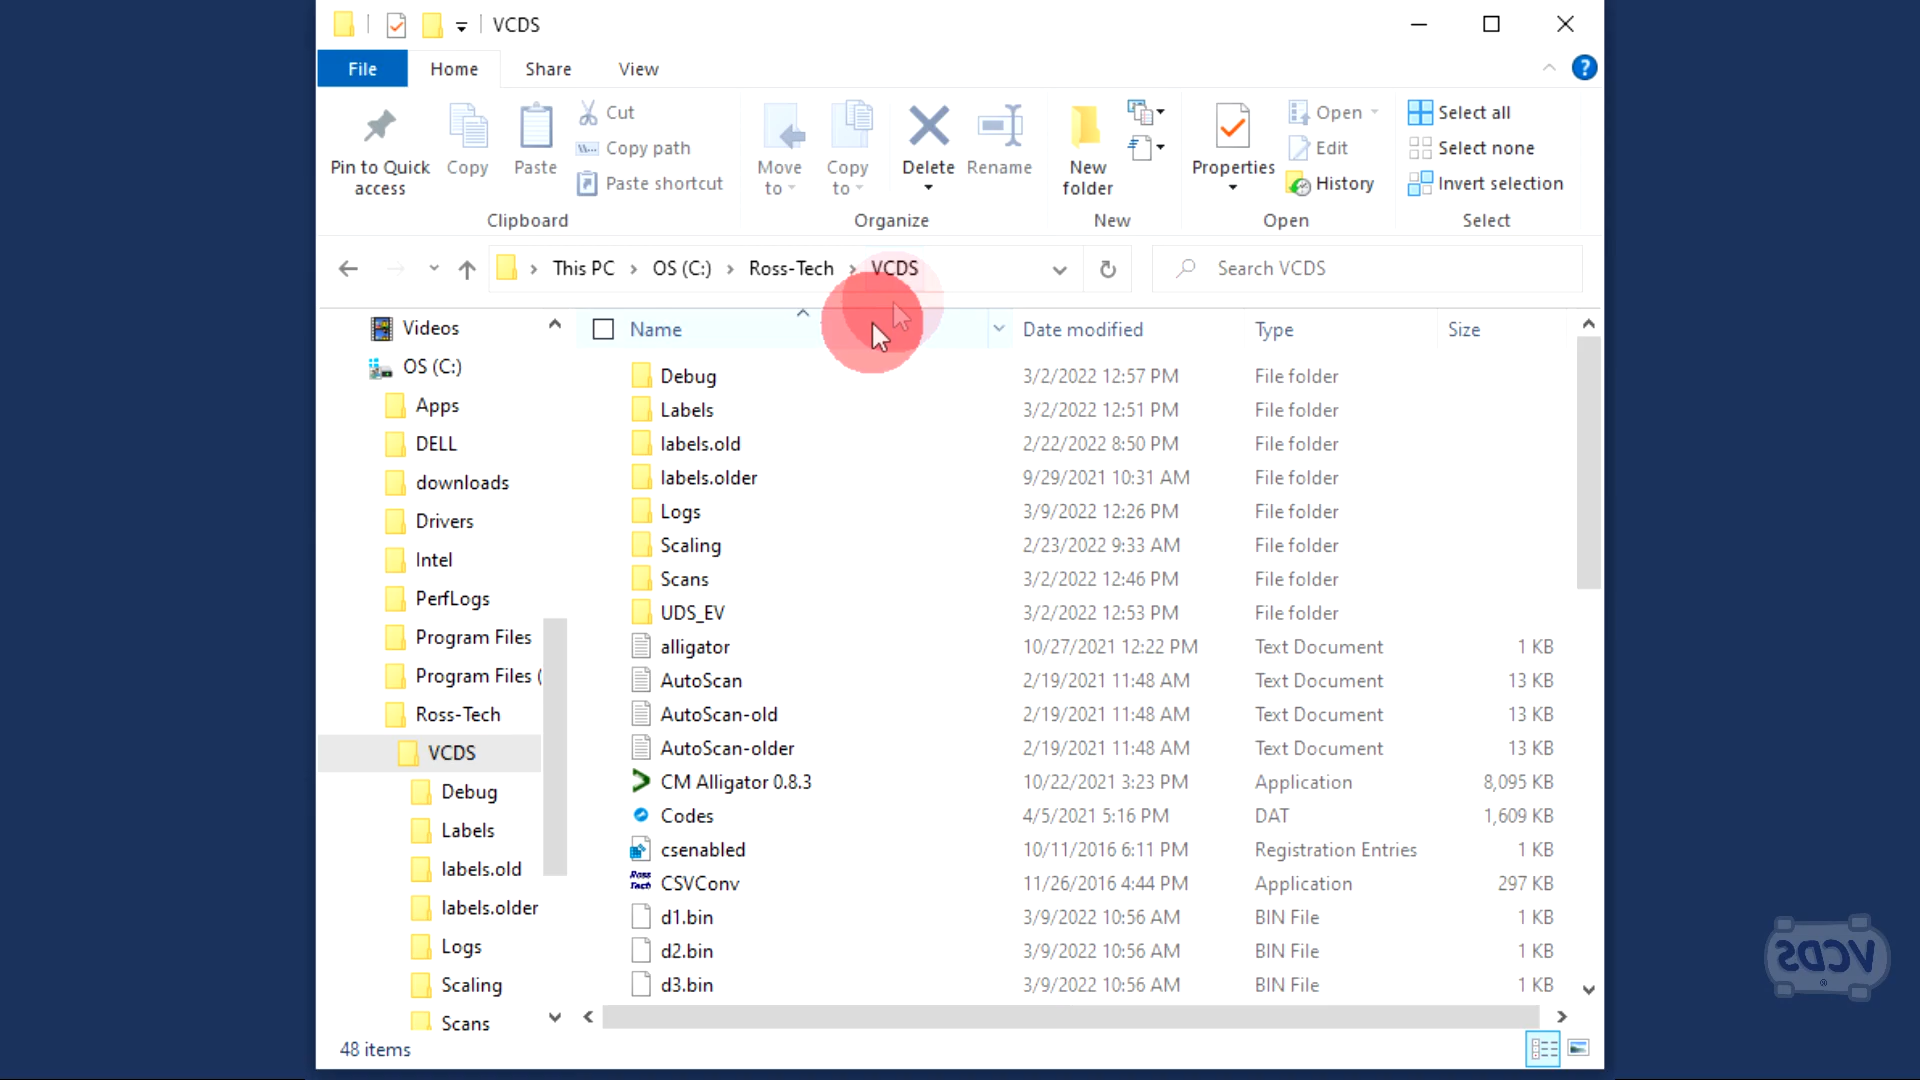 VCDS
File Home Share View
Pin to Quick access
Copy
Paste
Cut
Copy path
Paste shortcut
Clipboard
Move to
Copy to
Delete
Rename
Organize
New folder
New
Properties
Open
Edit
History
Open
Select all
Select none
Invert selection
Select
This PC > OS (C:) > Ross-Tech > VCDS
Search VCDS
Videos
OS (C:)
Apps
DELL
downloads
Drivers
Intel
PerfLogs
Program Files
Program Files (
Ross-Tech
VCDS
Debug
Labels
labels.old
labels.older
Logs
Scaling
Scans
Name Date modified Type Size
Debug 3/2/2022 12:57 PM File folder
Labels 3/2/2022 12:51 PM File folder
labels.old 2/22/2022 8:50 PM File folder
labels.older 9/29/2021 10:31 AM File folder
Logs 3/9/2022 12:26 PM File folder
Scaling 2/23/2022 9:33 AM File folder
Scans 3/2/2022 12:46 PM File folder
UDS_EV 3/2/2022 12:53 PM File folder
alligator 10/27/2021 12:22 PM Text Document 1 KB
AutoScan 2/19/2021 11:48 AM Text Document 13 KB
AutoScan-old 2/19/2021 11:48 AM Text Document 13 KB
AutoScan-older 2/19/2021 11:48 AM Text Document 13 KB
CM Alligator 0.8.3 10/22/2021 3:23 PM Application 8,095 KB
Codes 4/5/2021 5:16 PM DAT 1,609 KB
csenabled 10/11/2016 6:11 PM Registration Entries 1 KB
Ross Tech CSVConv 11/26/2016 4:44 PM Application 297 KB
d1.bin 3/9/2022 10:56 AM BIN File 1 KB
d2.bin 3/9/2022 10:56 AM BIN File 1 KB
d3.bin 3/9/2022 10:56 AM BIN File 1 KB
48 items
VCDS
®